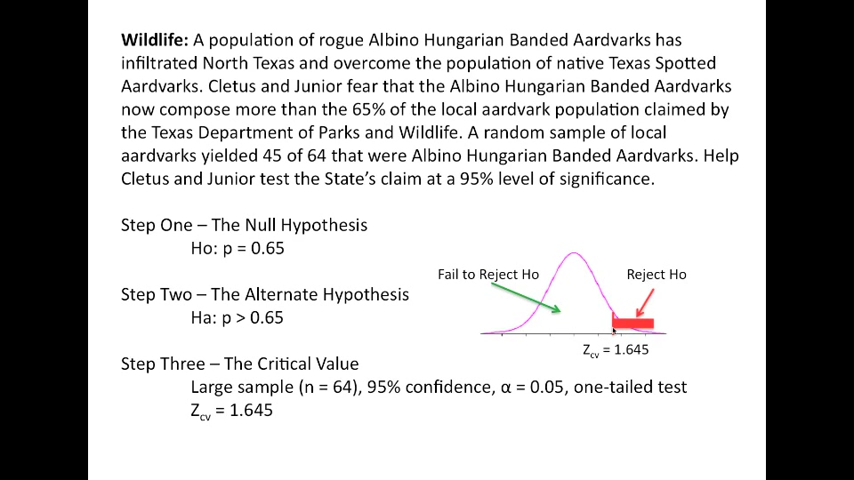 Wildlife: A population of rogue Albino Hungarian Banded Aardvarks has
infiltrated North Texas and overcome the population of native Texas Spotted
Aardvarks. Cletus and Junior fear that the Albino Hungarian Banded Aardvarks
now compose more than the 65% of the local aardvark population claimed by
the Texas Department of Parks and Wildlife. A random sample of local
aardvarks yielded 45 of 64 that were Albino Hungarian Banded Aardvarks. Help
Cletus and Junior test the State's claim at a 95% level of significance.
Step One – The Null Hypothesis
Ho: p = 0.65
Step Two – The Alternate Hypothesis
Ha: p > 0.65
Fail to Reject Ho
Reject Ho
Zcv = 1.645
Step Three – The Critical Value
Large sample (n = 64), 95% confidence, α = 0.05, one-tailed test
Zcv = 1.645